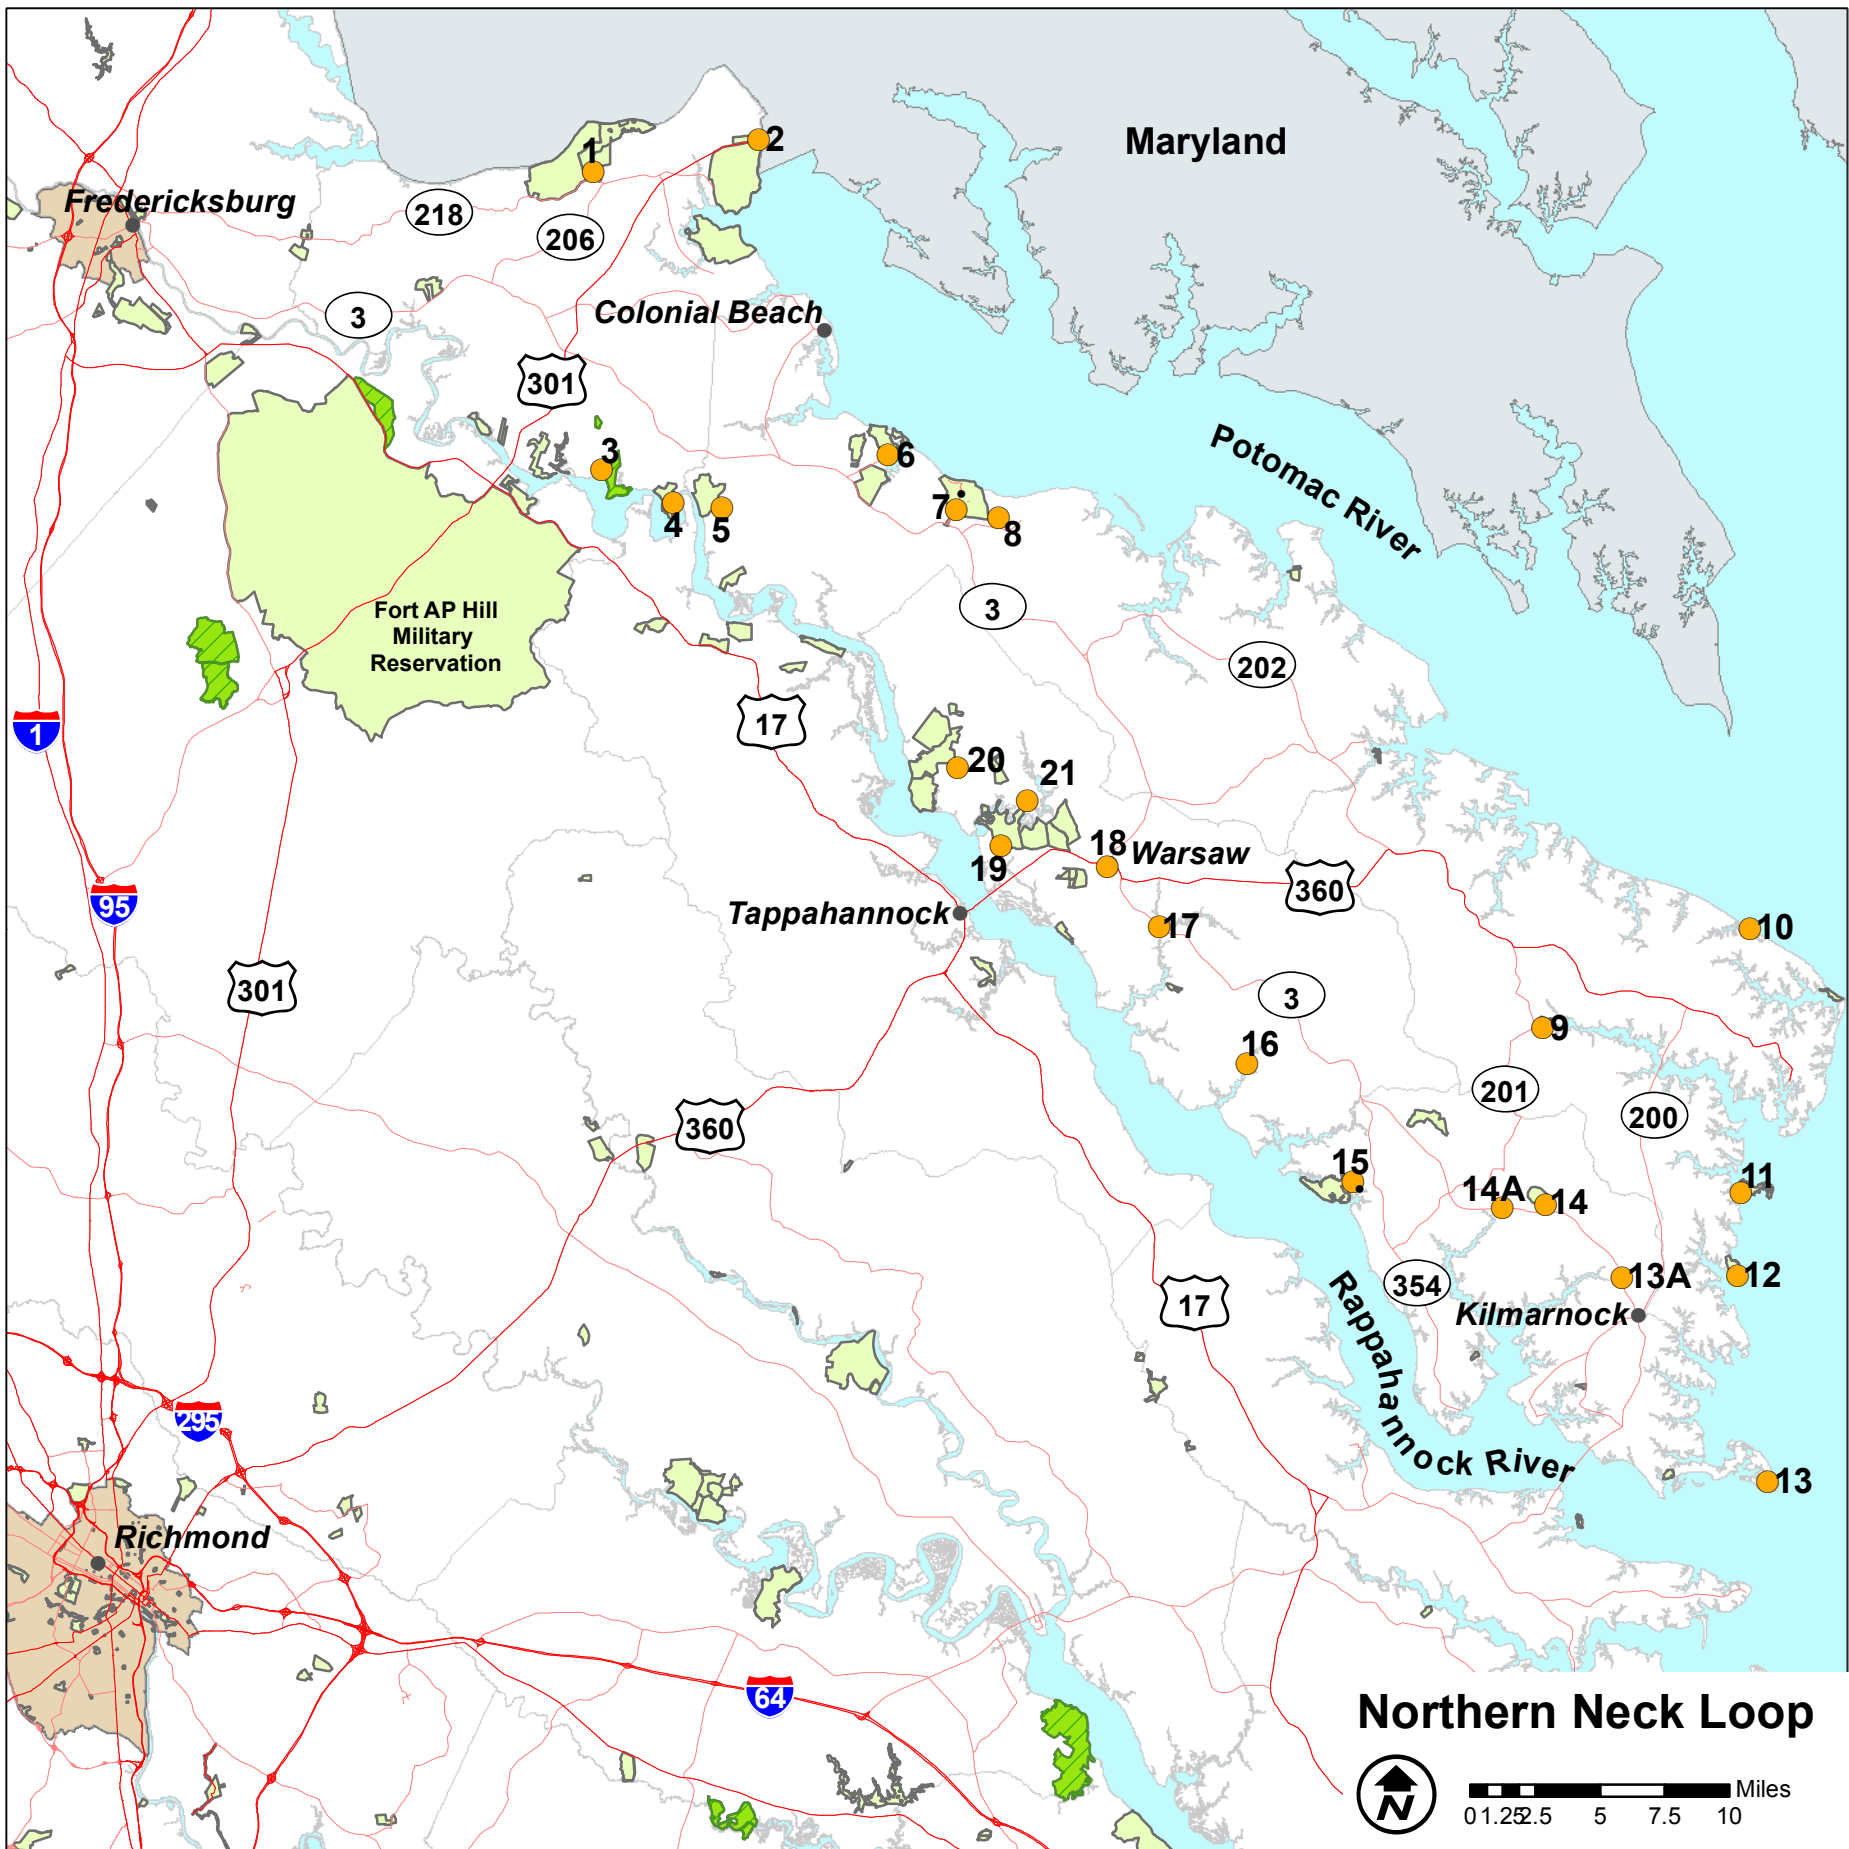 Maryland
2
1
Fredericksburg
218
206
3
Colonial Beach
301
3
6
4
5
7
8
Potomac River
Fort AP Hill
Military
Reservation
3
202
1
17
20
21
18
Warsaw
19
360
95
Tappahannock
17
10
301
3
9
16
201
200
360
15
14A
14
11
354
13A
12
17
Kilmarnock
Rappahannock River
295
13
Richmond
64
Northern Neck Loop
N
Miles
0 1.25 2.5 5 7.5 10